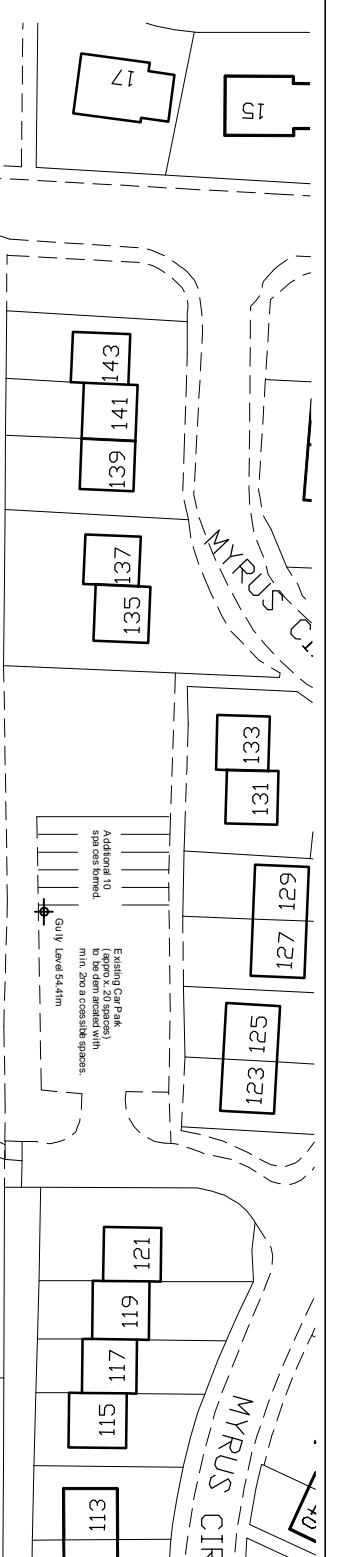 17
15
143
141
139
137
135
MYRUS CI
133
131
129
127
125
123
Additional 10
spaces formed.
Existing Car Park
(approx. 20 spaces)
to be demarcated with
min. 2no accessible spaces.
Gully Level 54.41m
121
119
117
115
113
MYRUS CIR